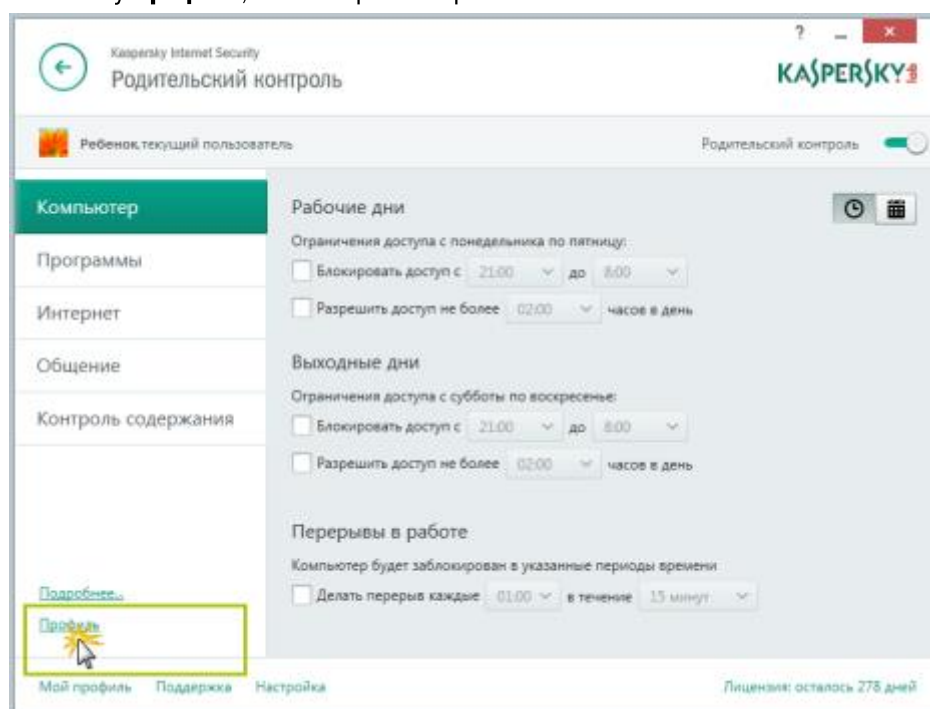 Kaspersky Internet Security
Родительский контроль
KASPERSKY lab
Ребенок, текущий пользователь
Родительский контроль
Компьютер
Программы
Интернет
Общение
Контроль содержания
Подробнее...
Профиль
Рабочие дни
Ограничения доступа с понедельника по пятницу:
Блокировать доступ с 21:00 до 8:00
Разрешить доступ не более 02:00 часов в день
Выходные дни
Ограничения доступа с субботы по воскресенье:
Блокировать доступ с 21:00 до 8:00
Разрешить доступ не более 02:00 часов в день
Перерывы в работе
Компьютер будет заблокирован в указанные периоды времени
Делать перерыв каждые 01:00 в течение 15 минут
Мой профиль Поддержка Настройка
Лицензия: осталось 278 дней